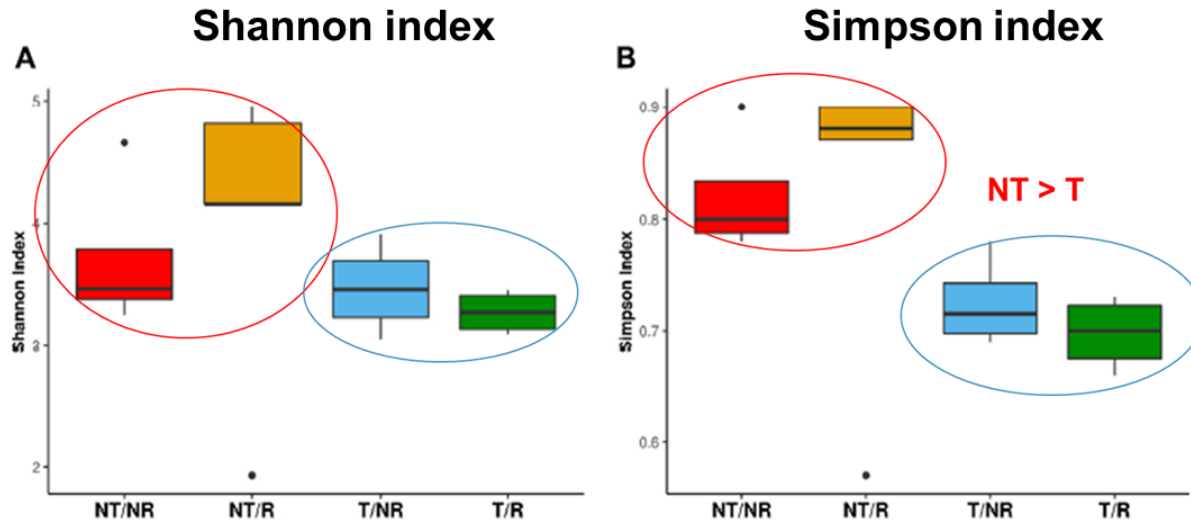 Shannon index
Simpson index
A
B
5
4
3
2
Shannon Index
NT/NR
NT/R
T/NR
T/R
0.9
0.8
0.7
0.6
Simpson Index
NT > T
NT/NR
NT/R
T/NR
T/R